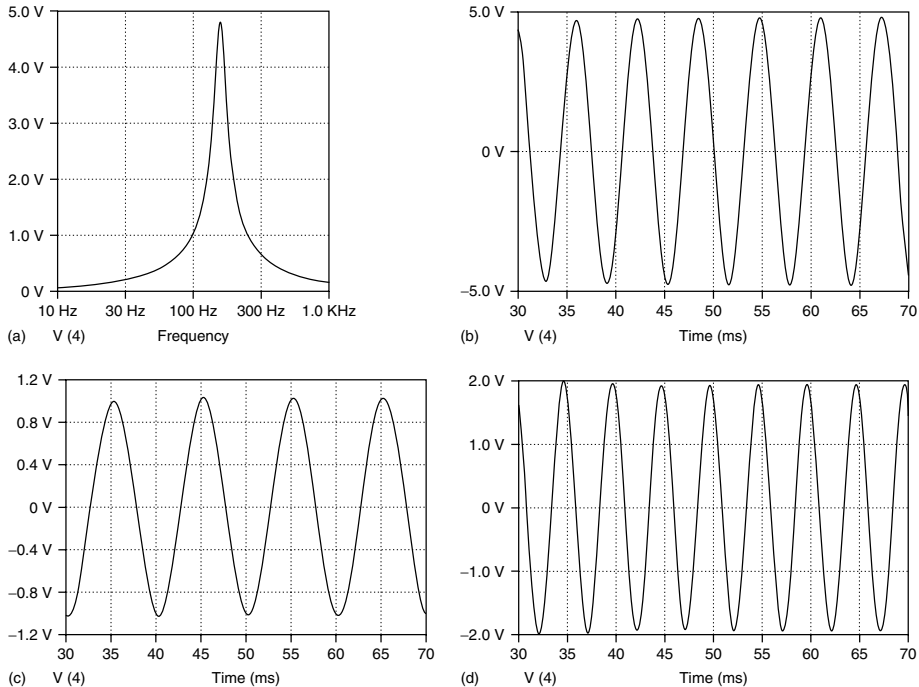 5.0 V
4.0 V
3.0 V
2.0 V
1.0 V
0 V
10 Hz 30 Hz 100 Hz 300 Hz 1.0 KHz
(a) V (4) Frequency
5.0 V
0 V
−5.0 V
30 35 40 45 50 55 60 65 70
(b) V (4) Time (ms)
1.2 V
0.8 V
0.4 V
0 V
−0.4 V
−0.8 V
−1.2 V
30 35 40 45 50 55 60 65 70
(c) V (4) Time (ms)
2.0 V
1.0 V
0 V
−1.0 V
−2.0 V
30 35 40 45 50 55 60 65 70
(d) V (4) Time (ms)